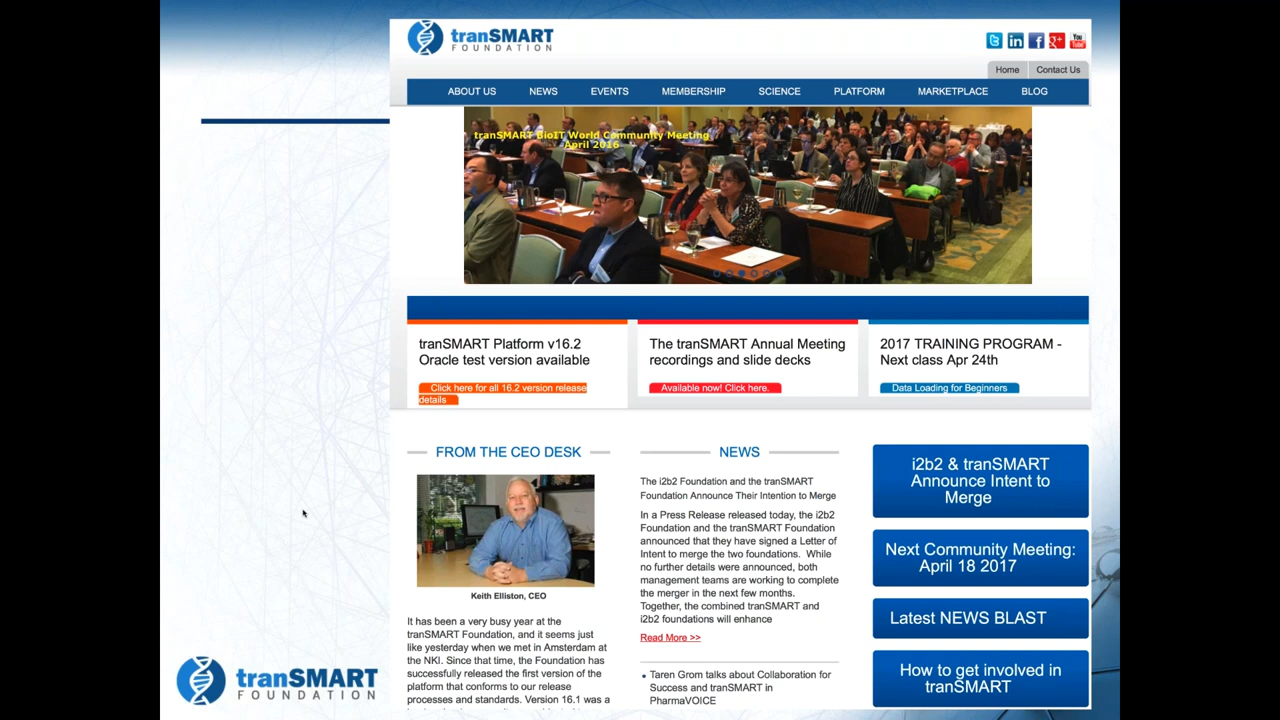 tranSMART
FOUNDATION
Home
Contact Us
ABOUT US
NEWS
EVENTS
MEMBERSHIP
SCIENCE
PLATFORM
MARKETPLACE
BLOG
tranSMART BioIT World Community Meeting
April 2016
tranSMART Platform v16.2
Oracle test version available
Click here for all 16.2 version release
details
The tranSMART Annual Meeting
recordings and slide decks
Available now! Click here.
2017 TRAINING PROGRAM -
Next class Apr 24th
Data Loading for Beginners
FROM THE CEO DESK
Keith Elliston, CEO
It has been a very busy year at the
tranSMART Foundation, and it seems just
like yesterday when we met in Amsterdam at
the NKI. Since that time, the Foundation has
successfully released the first version of the
platform that conforms to our release
processes and standards. Version 16.1 was a
NEWS
The i2b2 Foundation and the tranSMART
Foundation Announce Their Intention to Merge
In a Press Release released today, the i2b2
Foundation and the tranSMART Foundation
announced that they have signed a Letter of
Intent to merge the two foundations. While
no further details were announced, both
management teams are working to complete
the merger in the next few months.
Together, the combined tranSMART and
i2b2 foundations will enhance
Read More >>
• Taren Grom talks about Collaboration for
Success and tranSMART in
PharmaVOICE
i2b2 & tranSMART
Announce Intent to
Merge
Next Community Meeting:
April 18 2017
Latest NEWS BLAST
How to get involved in
tranSMART
tranSMART
FOUNDATION